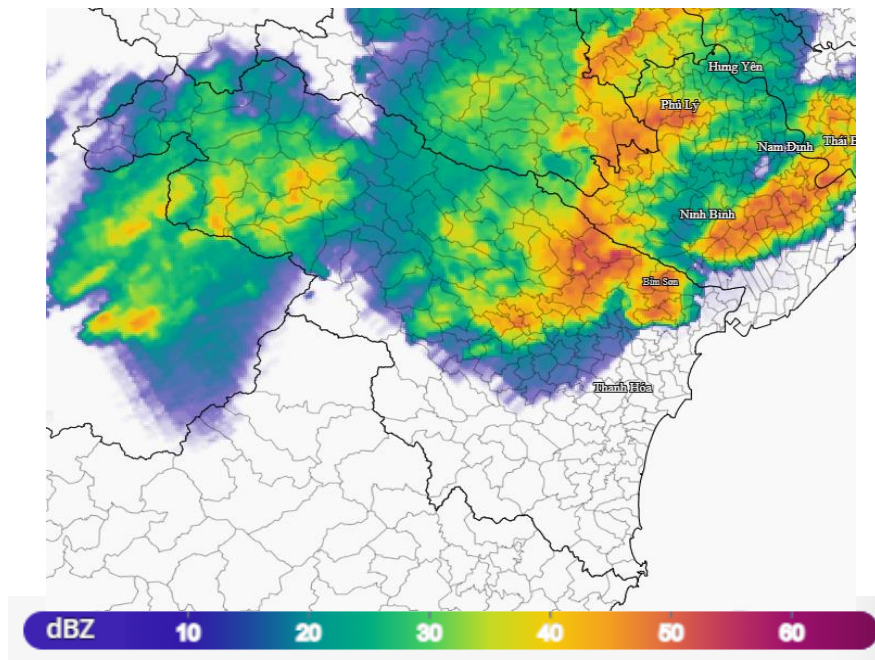 Hưng Yên
Phủ Lý
Nam Định
Thái B
Ninh Bình
Bỉm Sơn
Thanh Hóa
dBZ 10 20 30 40 50 60